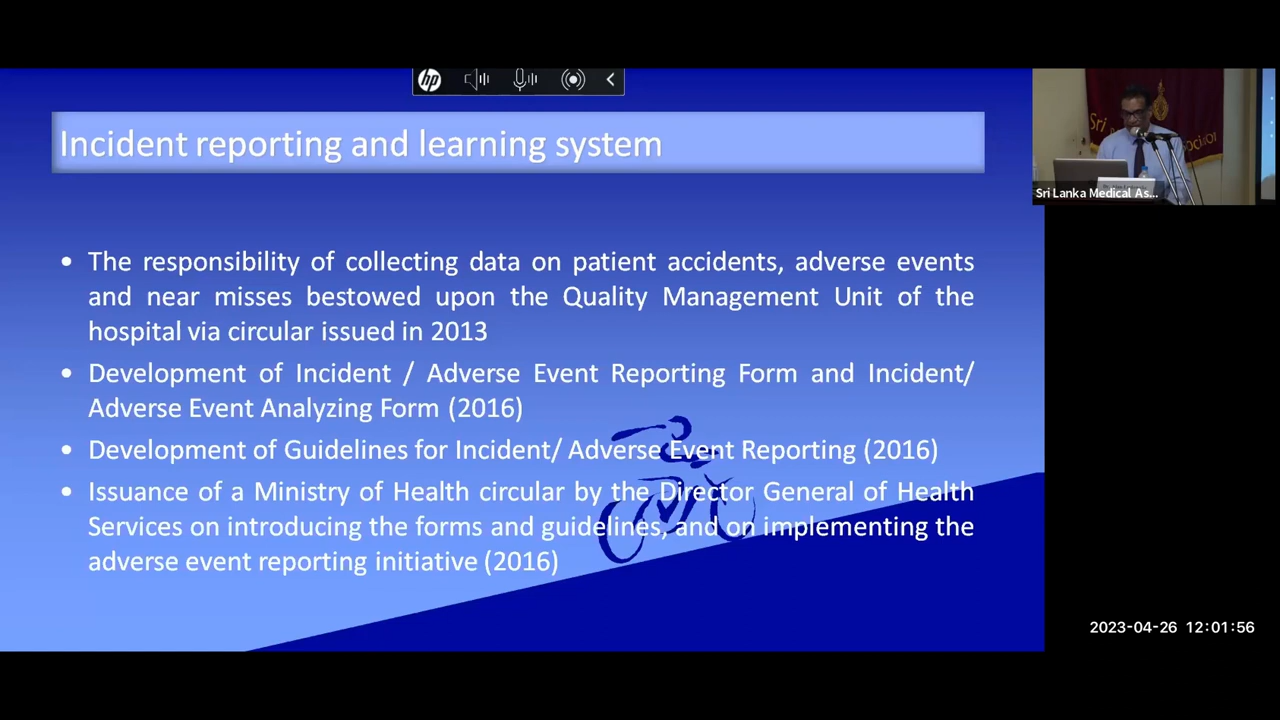 hp
Incident reporting and learning system
Sri
Sri Lanka Medical As...
• The responsibility of collecting data on patient accidents, adverse events
and near misses bestowed upon the Quality Management Unit of the
hospital via circular issued in 2013
• Development of Incident / Adverse Event Reporting Form and Incident/
Adverse Event Analyzing Form (2016)
• Development of Guidelines for Incident/ Adverse Event Reporting (2016)
• Issuance of a Ministry of Health circular by the Director General of Health
Services on introducing the forms and guidelines, and on implementing the
adverse event reporting initiative (2016)
2023-04-26 12:01:56